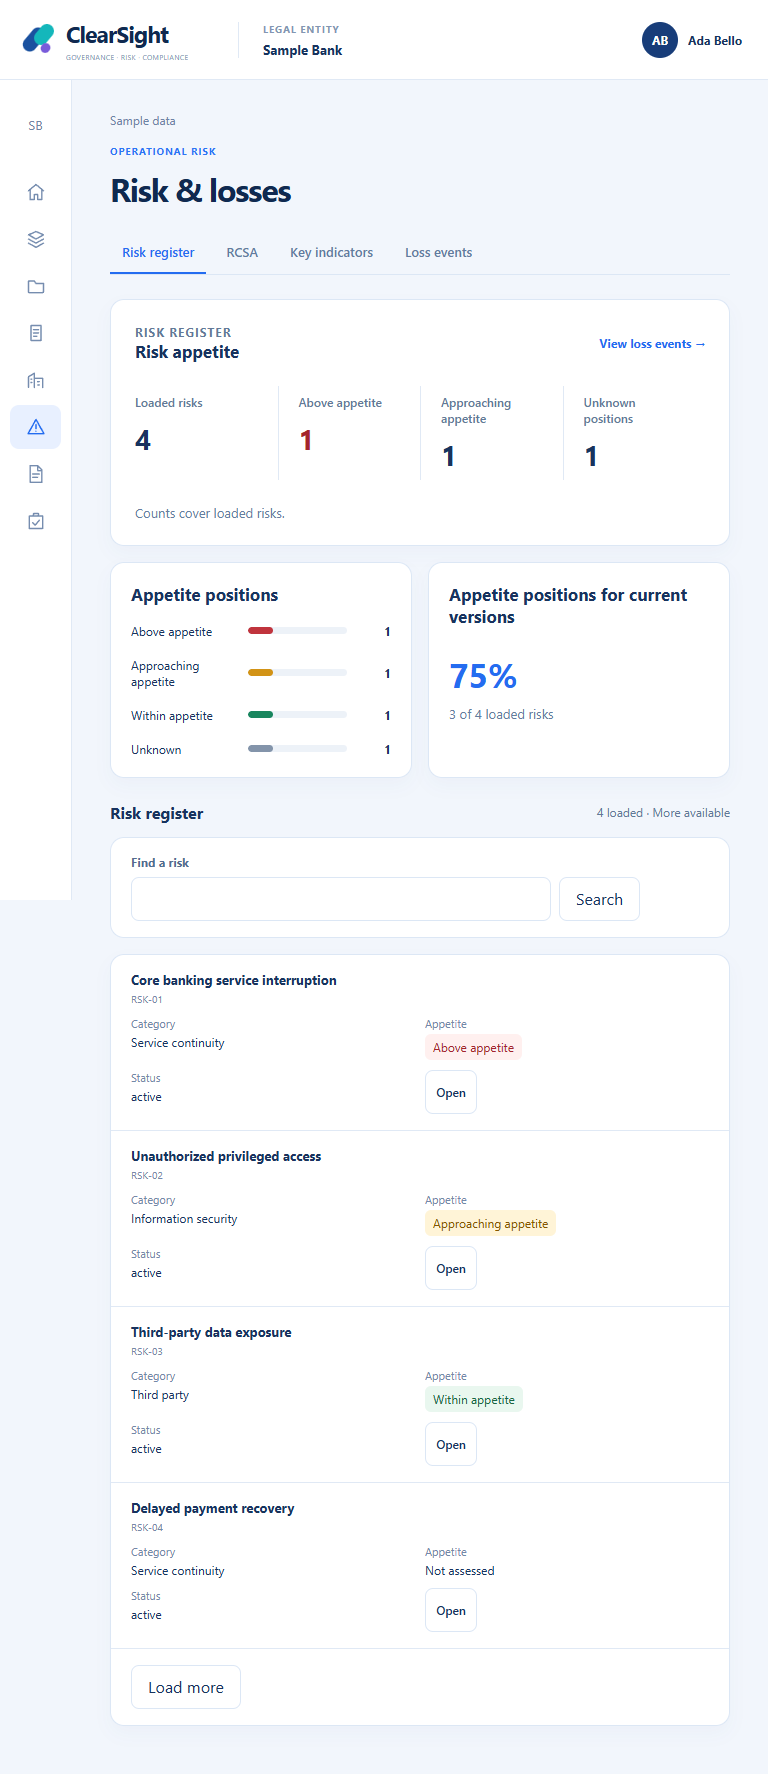 ClearSight
GOVERNANCE · RISK · COMPLIANCE
LEGAL ENTITY
Sample Bank
AB
Ada Bello
SB
Sample data
OPERATIONAL RISK
Risk & losses
Risk register
RCSA
Key indicators
Loss events
RISK REGISTER
Risk appetite
View loss events →
Loaded risks
4
Above appetite
1
Approaching
appetite
1
Unknown
positions
1
Counts cover loaded risks.
Appetite positions
Above appetite
1
Approaching
appetite
1
Within appetite
1
Unknown
1
Appetite positions for current
versions
75%
3 of 4 loaded risks
Risk register
4 loaded · More available
Find a risk
Search
Core banking service interruption
RSK-01
Category
Service continuity
Appetite
Above appetite
Status
active
Open
Unauthorized privileged access
RSK-02
Category
Information security
Appetite
Approaching appetite
Status
active
Open
Third-party data exposure
RSK-03
Category
Third party
Appetite
Within appetite
Status
active
Open
Delayed payment recovery
RSK-04
Category
Service continuity
Appetite
Not assessed
Status
active
Open
Load more